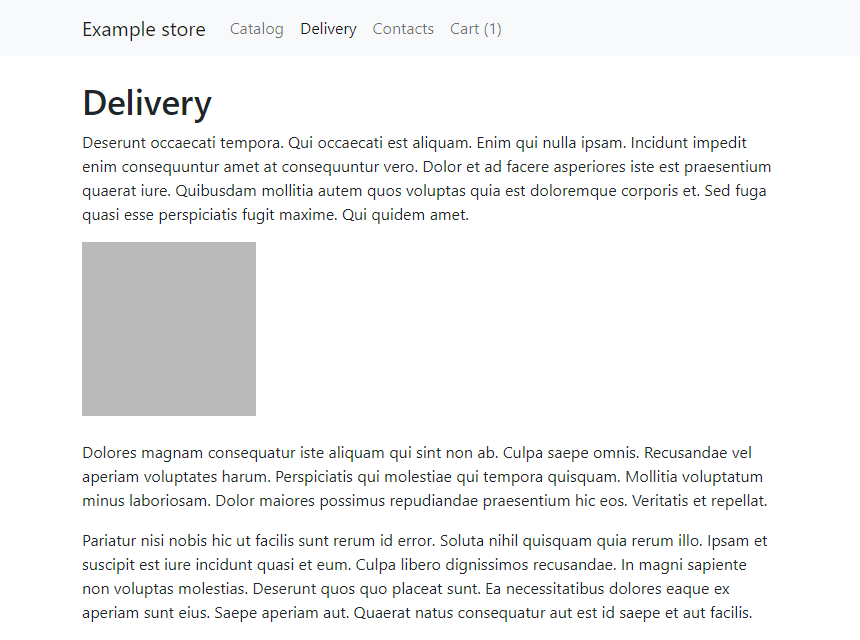 Example store Catalog Delivery Contacts Cart (1)
Delivery
Deserunt occaecati tempora. Qui occaecati est aliquam. Enim qui nulla ipsam. Incidunt impedit
enim consequuntur amet at consequuntur vero. Dolor et ad facere asperiores iste est praesentium
quaerat iure. Quibusdam mollitia autem quos voluptas quia est doloremque corporis et. Sed fuga
quasi esse perspiciatis fugit maxime. Qui quidem amet.
Dolores magnam consequatur iste aliquam qui sint non ab. Culpa saepe omnis. Recusandae vel
aperiam voluptates harum. Perspiciatis qui molestiae qui tempora quisquam. Mollitia voluptatum
minus laboriosam. Dolor maiores possimus repudiandae praesentium hic eos. Veritatis et repellat.
Pariatur nisi nobis hic ut facilis sunt rerum id error. Soluta nihil quisquam quia rerum illo. Ipsam et
suscipit est iure incidunt quasi et eum. Culpa libero dignissimos recusandae. In magni sapiente
non voluptas molestias. Deserunt quos quo placeat sunt. Ea necessitatibus dolores eaque ex
aperiam sunt eius. Saepe aperiam aut. Quaerat natus consequatur aut est id saepe et aut facilis.